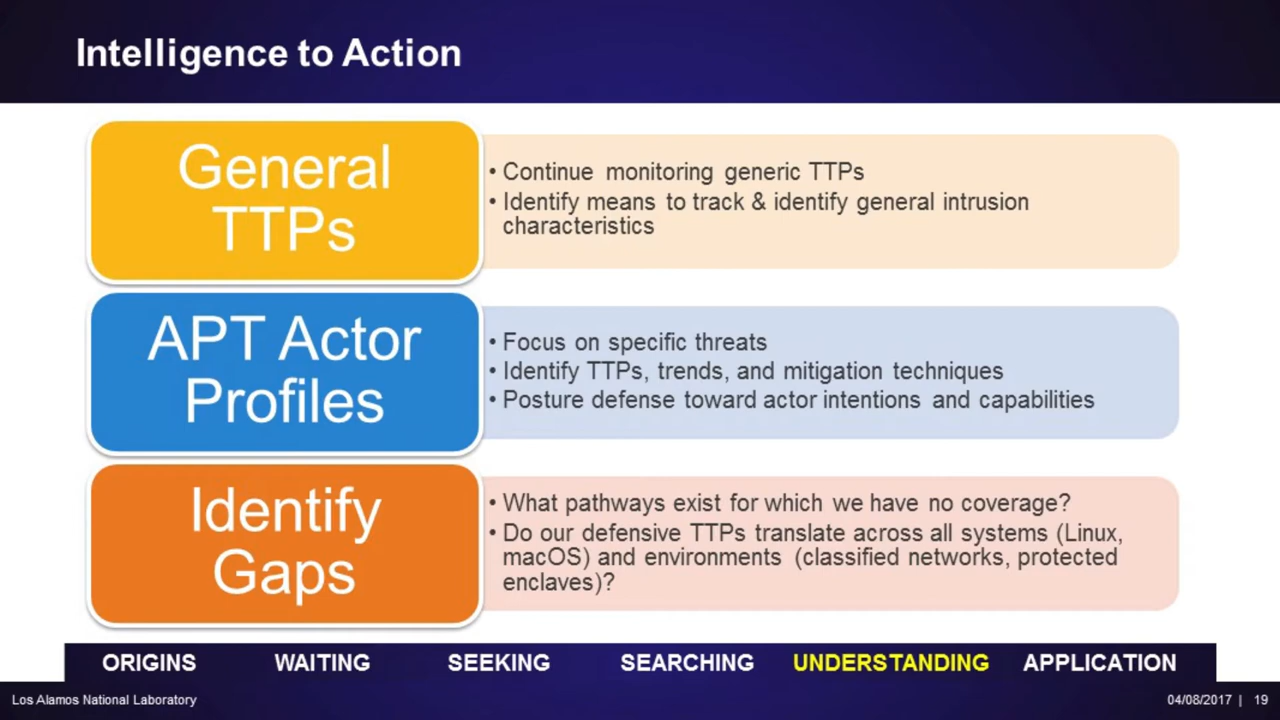 Intelligence to Action
General
TTPs
• Continue monitoring generic TTPs
• Identify means to track & identify general intrusion
characteristics
APT Actor
Profiles
• Focus on specific threats
• Identify TTPs, trends, and mitigation techniques
• Posture defense toward actor intentions and capabilities
Identify
Gaps
• What pathways exist for which we have no coverage?
• Do our defensive TTPs translate across all systems (Linux,
macOS) and environments (classified networks, protected
enclaves)?
ORIGINS WAITING SEEKING SEARCHING UNDERSTANDING APPLICATION
Los Alamos National Laboratory 04/08/2017 | 19